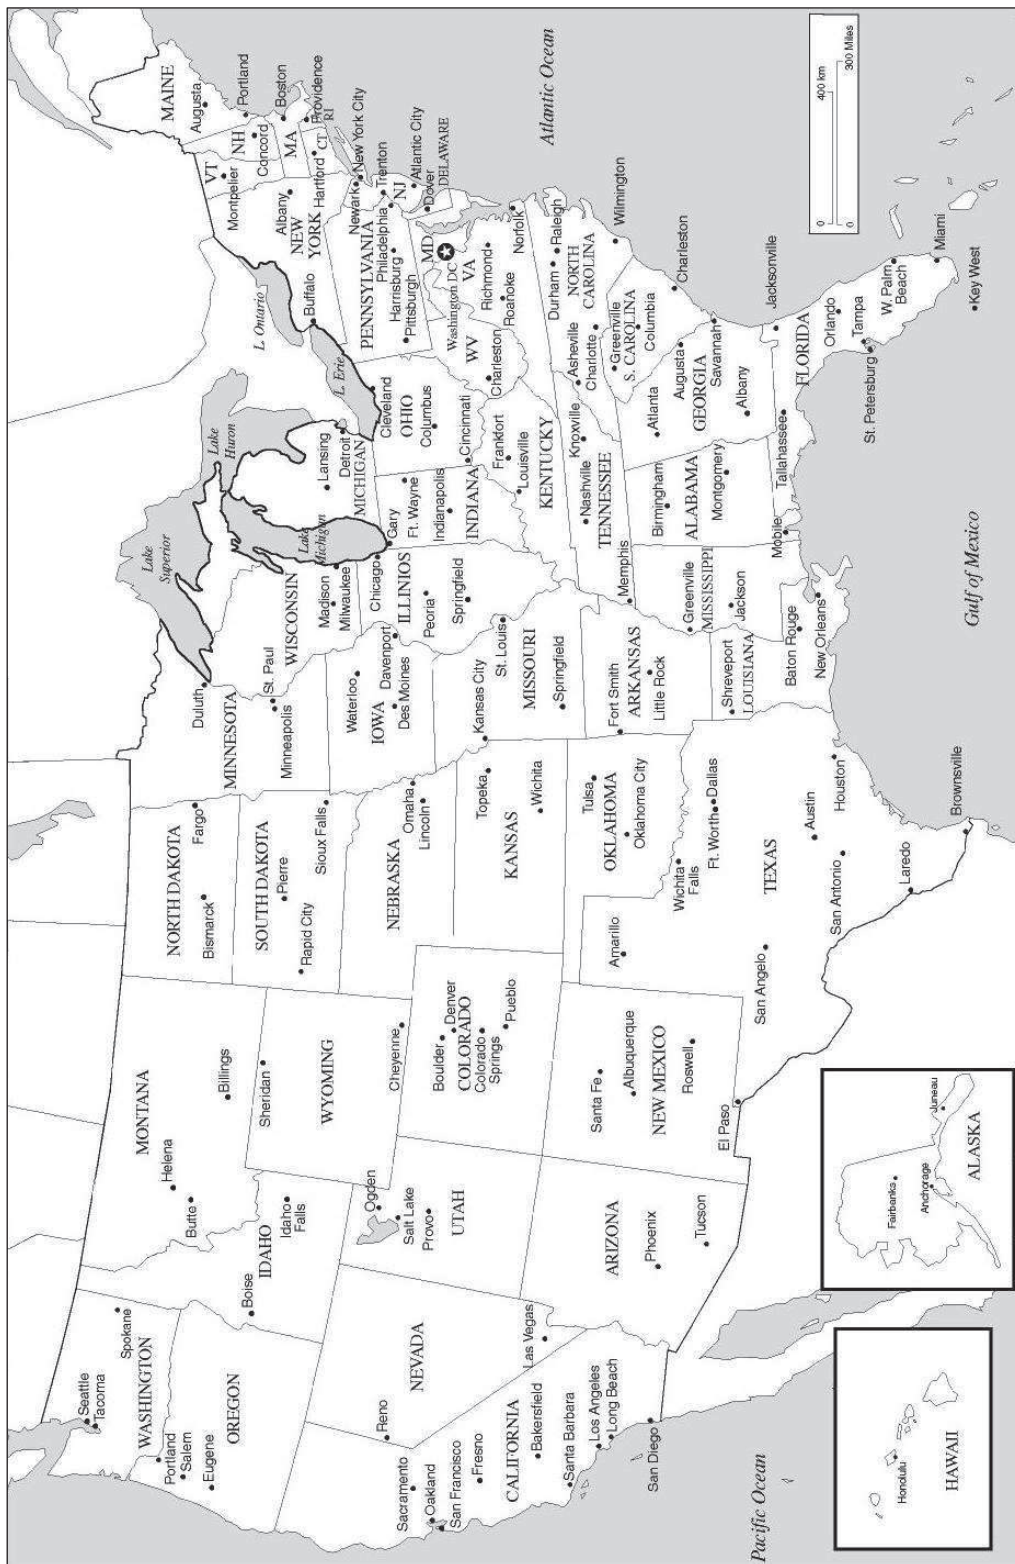 Seattle
Tacoma
Spokane
WASHINGTON
Portland
Salem
Eugene
OREGON
Boise
IDAHO
Idaho
Falls
Helena
Butte
MONTANA
Billings
Sheridan
WYOMING
Cheyenne
NORTH DAKOTA
Bismarck
Fargo
SOUTH DAKOTA
Pierre
Rapid City
Sioux Falls
NEBRASKA
Omaha
Lincoln
MINNESOTA
Duluth
Minneapolis
St. Paul
WISCONSIN
Madison
Milwaukee
Lake
Superior
Lake
Michigan
Lake
Huron
L. Erie
L. Ontario
MICHIGAN
Lansing
Detroit
IOWA
Waterloo
Davenport
Des Moines
ILLINIOS
Chicago
Peoria
Springfield
INDIANA
Gary
Ft. Wayne
Indianapolis
OHIO
Cleveland
Columbus
Cincinnati
PENNSYLVANIA
Philadelphia
Harrisburg
Pittsburgh
NEW
YORK
Albany
Buffalo
VT
Montpelier
NH
Concord
MAINE
Augusta
Portland
MA
Boston
Providence
RI
CT
Hartford
New York City
Newark
Trenton
NJ
Atlantic City
Dover
DELAWARE
MD
Washington DC
VA
Richmond
Roanoke
Norfolk
WV
Charleston
KENTUCKY
Frankfort
Louisville
TENNESSEE
Knoxville
Nashville
Memphis
NORTH
CAROLINA
Durham
Raleigh
Asheville
Charlotte
Wilmington
S. CAROLINA
Greenville
Columbia
Charleston
GEORGIA
Atlanta
Augusta
Savannah
Albany
FLORIDA
Jacksonville
Tallahassee
Orlando
Tampa
St. Petersburg
W. Palm
Beach
Miami
Key West
ALABAMA
Birmingham
Montgomery
Mobile
MISSISSIPPI
Greenville
Jackson
LOUISIANA
Shreveport
Baton Rouge
New Orleans
ARKANSAS
Fort Smith
Little Rock
MISSOURI
Kansas City
St. Louis
Springfield
KANSAS
Topeka
Wichita
OKLAHOMA
Tulsa
Oklahoma City
TEXAS
Amarillo
Wichita
Falls
Ft. Worth
Dallas
Austin
Houston
San Antonio
San Angelo
El Paso
Laredo
Brownsville
NEW MEXICO
Santa Fe
Albuquerque
Roswell
COLORADO
Boulder
Denver
Colorado
Springs
Pueblo
UTAH
Ogden
Salt Lake
Provo
ARIZONA
Phoenix
Tucson
NEVADA
Reno
Las Vegas
CALIFORNIA
Sacramento
Oakland
San Francisco
Fresno
Bakersfield
Santa Barbara
Los Angeles
Long Beach
San Diego
Pacific Ocean
Atlantic Ocean
Gulf of Mexico
HAWAII
Honolulu
ALASKA
Fairbanks
Anchorage
Juneau
0
400 km
0
300 Miles